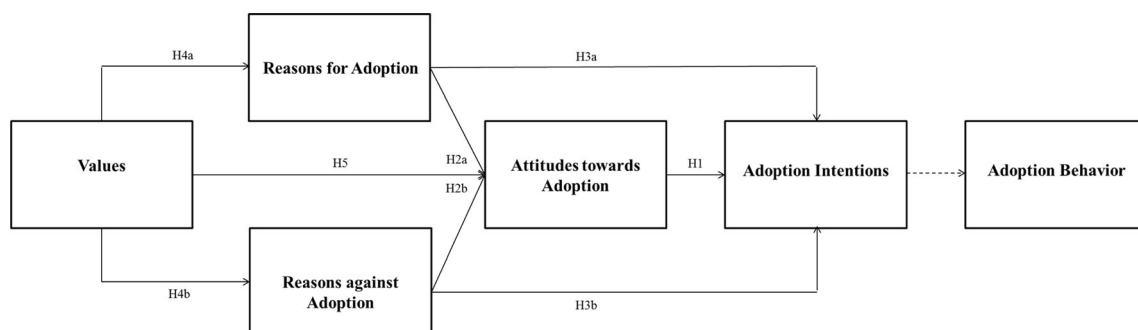 H4a
Reasons for Adoption
H3a
Values
H5
H2a
H2b
Attitudes towards
Adoption
H1
Adoption Intentions
Adoption Behavior
H4b
Reasons against
Adoption
H3b